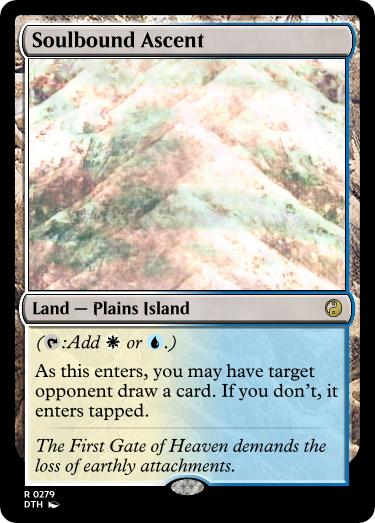 Soulbound Ascent
Land — Plains Island
(:Add or .)
As this enters, you may have target
opponent draw a card. If you don't, it
enters tapped.
The First Gate of Heaven demands the
loss of earthly attachments.
R 0279
DTH